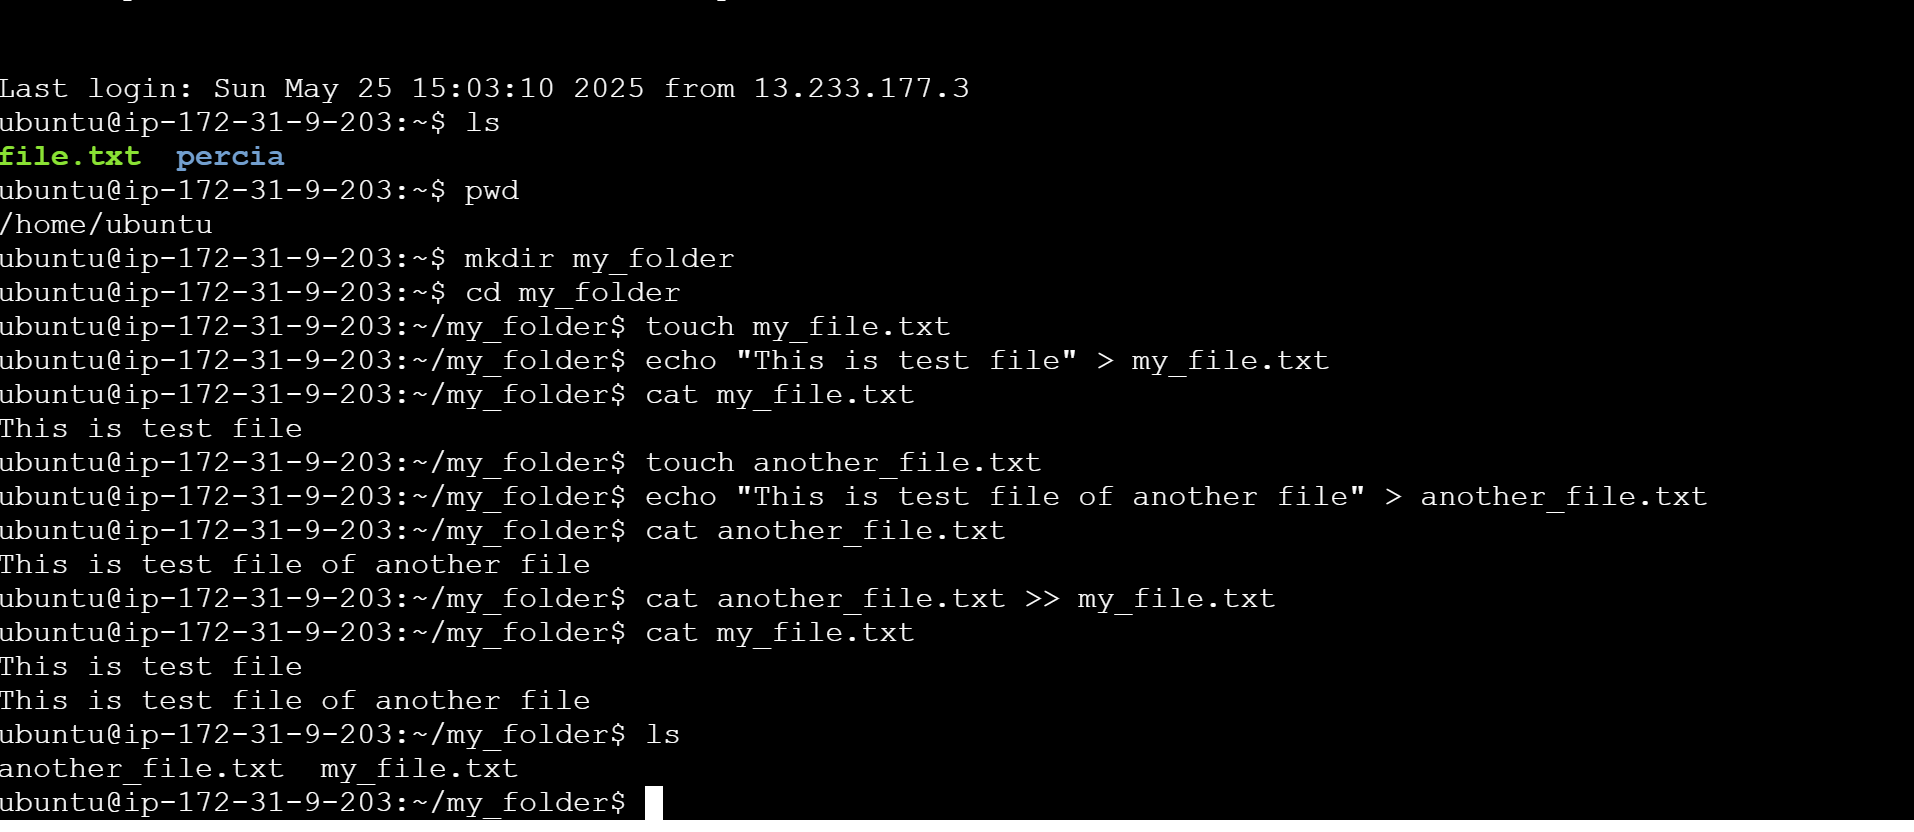 Last login: Sun May 25 15:03:10 2025 from 13.233.177.3
ubuntu@ip-172-31-9-203:~$ ls
file.txt  percia
ubuntu@ip-172-31-9-203:~$ pwd
/home/ubuntu
ubuntu@ip-172-31-9-203:~$ mkdir my_folder
ubuntu@ip-172-31-9-203:~$ cd my_folder
ubuntu@ip-172-31-9-203:~/my_folder$ touch my_file.txt
ubuntu@ip-172-31-9-203:~/my_folder$ echo "This is test file" > my_file.txt
ubuntu@ip-172-31-9-203:~/my_folder$ cat my_file.txt
This is test file
ubuntu@ip-172-31-9-203:~/my_folder$ touch another_file.txt
ubuntu@ip-172-31-9-203:~/my_folder$ echo "This is test file of another file" > another_file.txt
ubuntu@ip-172-31-9-203:~/my_folder$ cat another_file.txt
This is test file of another file
ubuntu@ip-172-31-9-203:~/my_folder$ cat another_file.txt >> my_file.txt
ubuntu@ip-172-31-9-203:~/my_folder$ cat my_file.txt
This is test file
This is test file of another file
ubuntu@ip-172-31-9-203:~/my_folder$ ls
another_file.txt  my_file.txt
ubuntu@ip-172-31-9-203:~/my_folder$